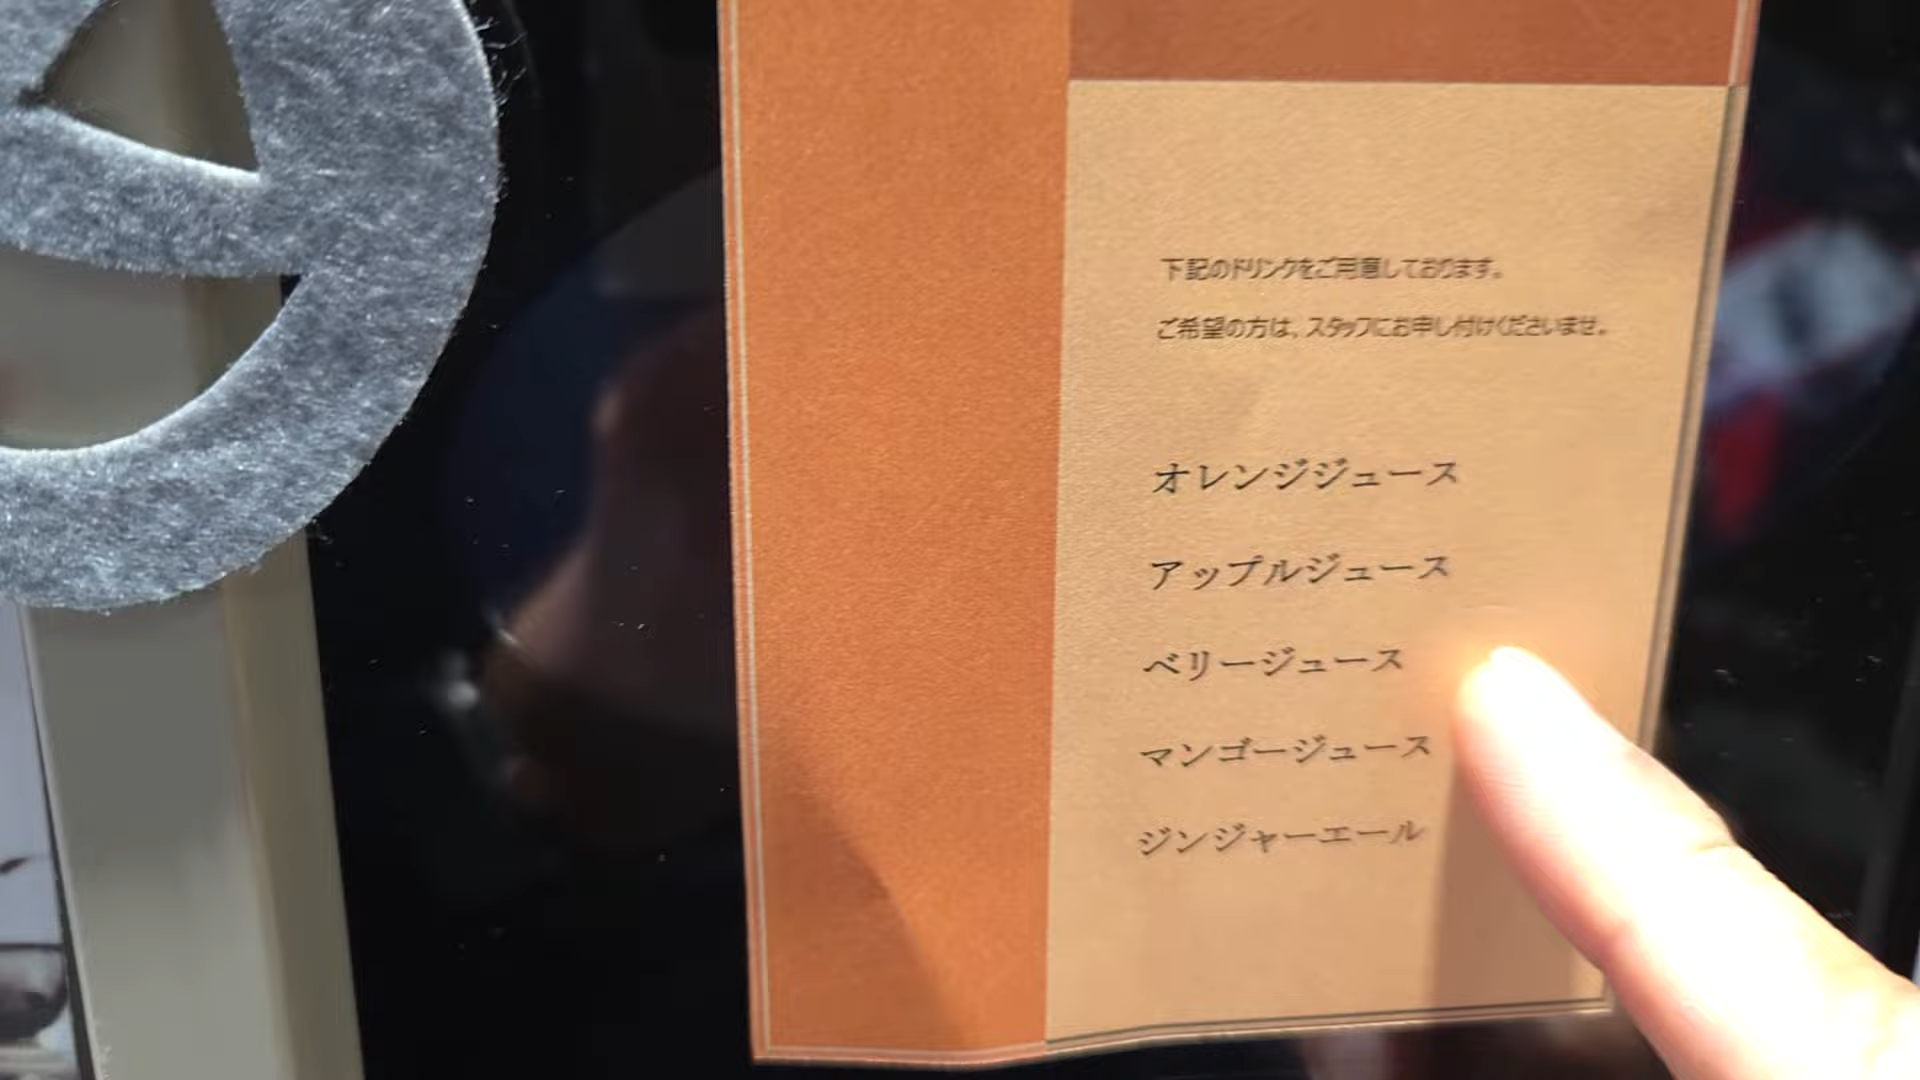 下記のドリンクをご用意しております。
ご希望の方は、スタッフにお申し付けくださいませ。
オレンジジュース
アップルジュース
ベリージュース
マンゴージュース
ジンジャーエール